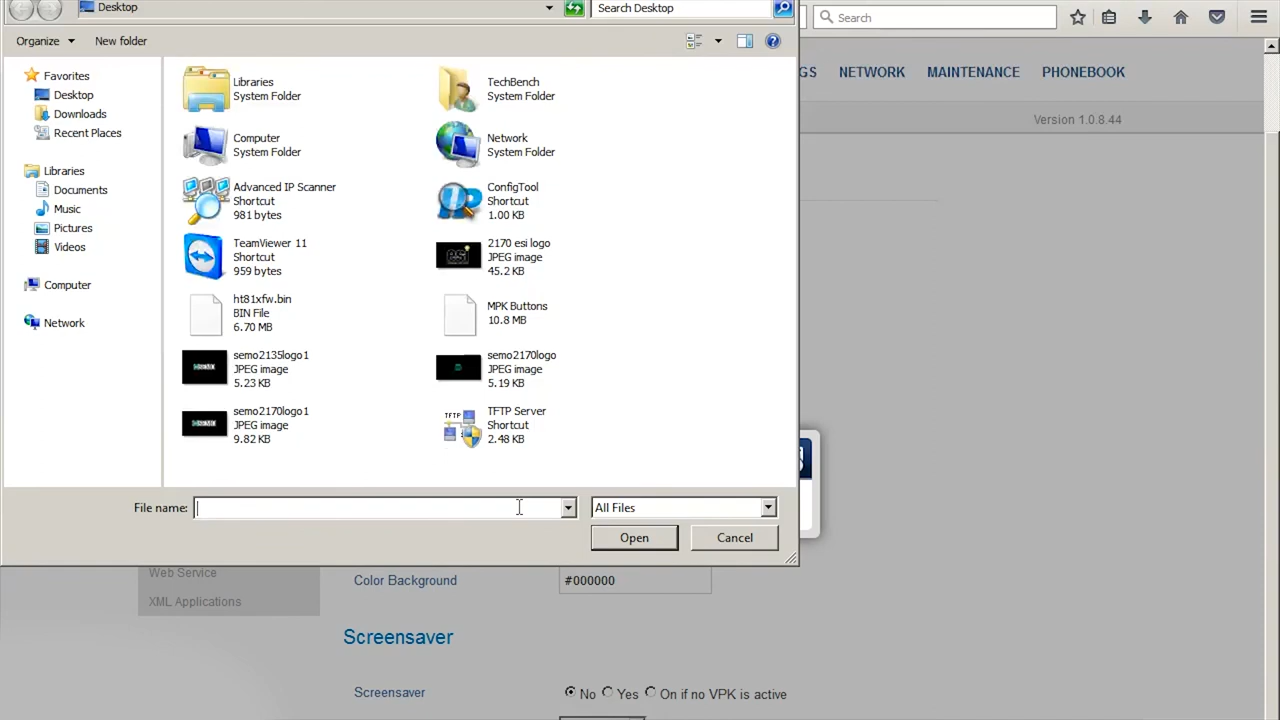 Desktop
Search Desktop
Search
Organize
New folder
Favorites
Desktop
Downloads
Recent Places
Libraries
Documents
Music
Pictures
Videos
Computer
Network
Libraries
System Folder
TechBench
System Folder
Computer
System Folder
Network
System Folder
Advanced IP Scanner
Shortcut
981 bytes
ConfigTool
Shortcut
1.00 KB
TeamViewer 11
Shortcut
959 bytes
2170 esi logo
JPEG image
45.2 KB
ht81xfw.bin
BIN File
6.70 MB
MPK Buttons
10.8 MB
semo2135logo1
JPEG image
5.23 KB
semo2170logo
JPEG image
5.19 KB
semo2170logo1
JPEG image
9.82 KB
TFTP Server
Shortcut
2.48 KB
File name:
All Files
Open
Cancel
GS
NETWORK
MAINTENANCE
PHONEBOOK
Version 1.0.8.44
Web Service
XML Applications
Color Background
#000000
Screensaver
Screensaver
No
Yes
On if no VPK is active